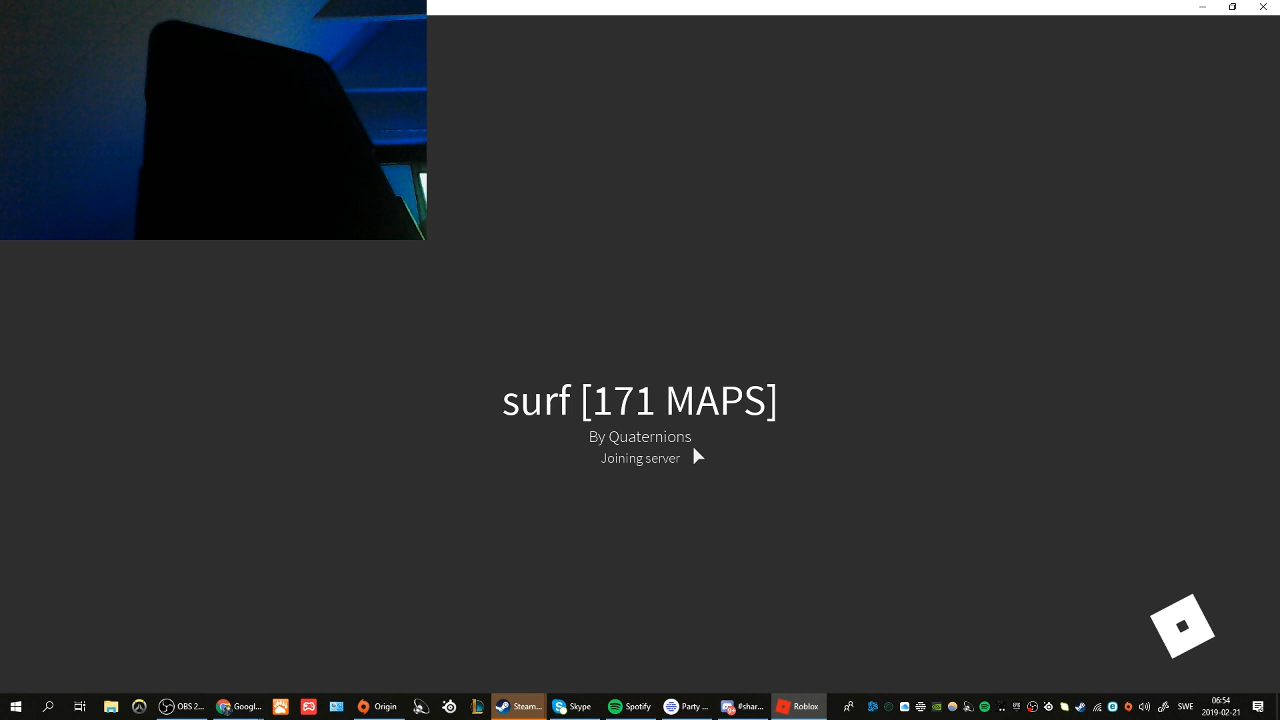 surf [171 MAPS]
By Quaternions
Joining server
OBS 2...
Googl...
Origin
Steam...
Skype
Spotify
Party ...
#shar...
Roblox
SWE
06:54
2019-02-21